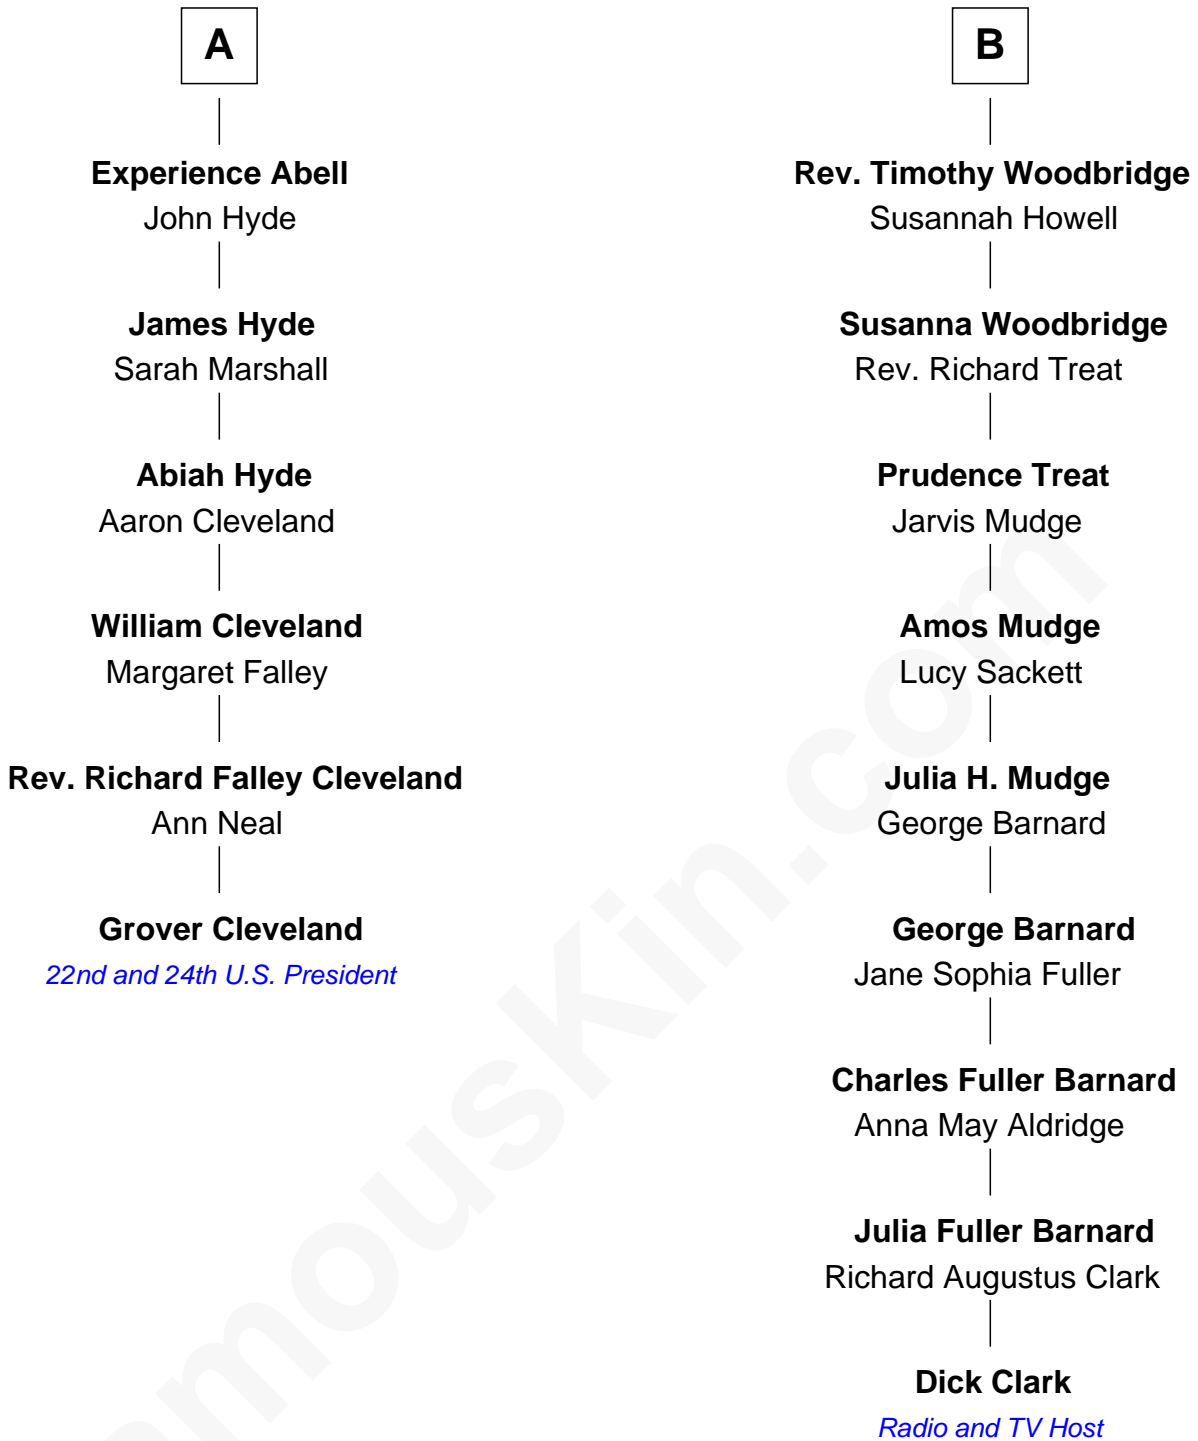 A
Experience Abell
John Hyde
James Hyde
Sarah Marshall
Abiah Hyde
Aaron Cleveland
William Cleveland
Margaret Falley
Rev. Richard Falley Cleveland
Ann Neal
Grover Cleveland
22nd and 24th U.S. President
B
Rev. Timothy Woodbridge
Susannah Howell
Susanna Woodbridge
Rev. Richard Treat
Prudence Treat
Jarvis Mudge
Amos Mudge
Lucy Sackett
Julia H. Mudge
George Barnard
George Barnard
Jane Sophia Fuller
Charles Fuller Barnard
Anna May Aldridge
Julia Fuller Barnard
Richard Augustus Clark
Dick Clark
Radio and TV Host
mousKin.com